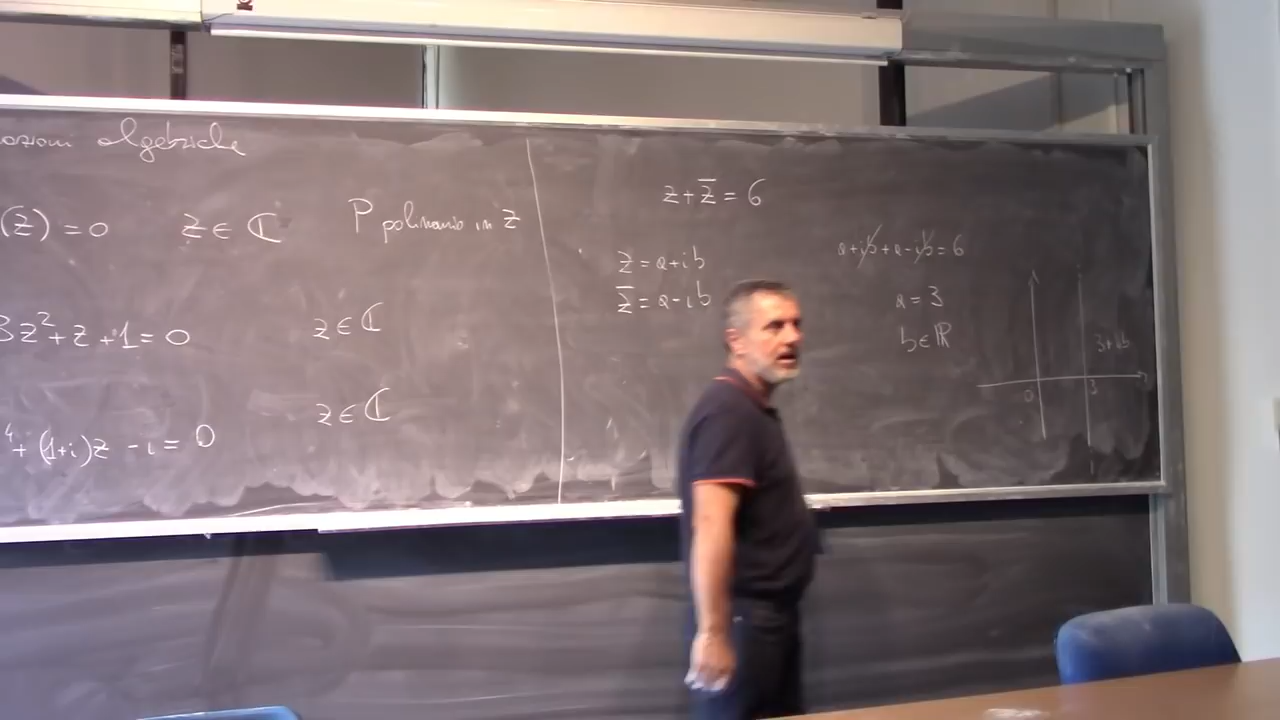 algebriche
(z) = 0 z ∈ ℂ P polinomio in z
3z² + z + 1 = 0 z ∈ ℂ
⁴ + (1+i)z - i = 0 z ∈ ℂ
z + z̅ = 6
z = a + ib
z̅ = a - ib
a + ib + a - ib = 6
a = 3
b ∈ ℝ
3+ib
0 3